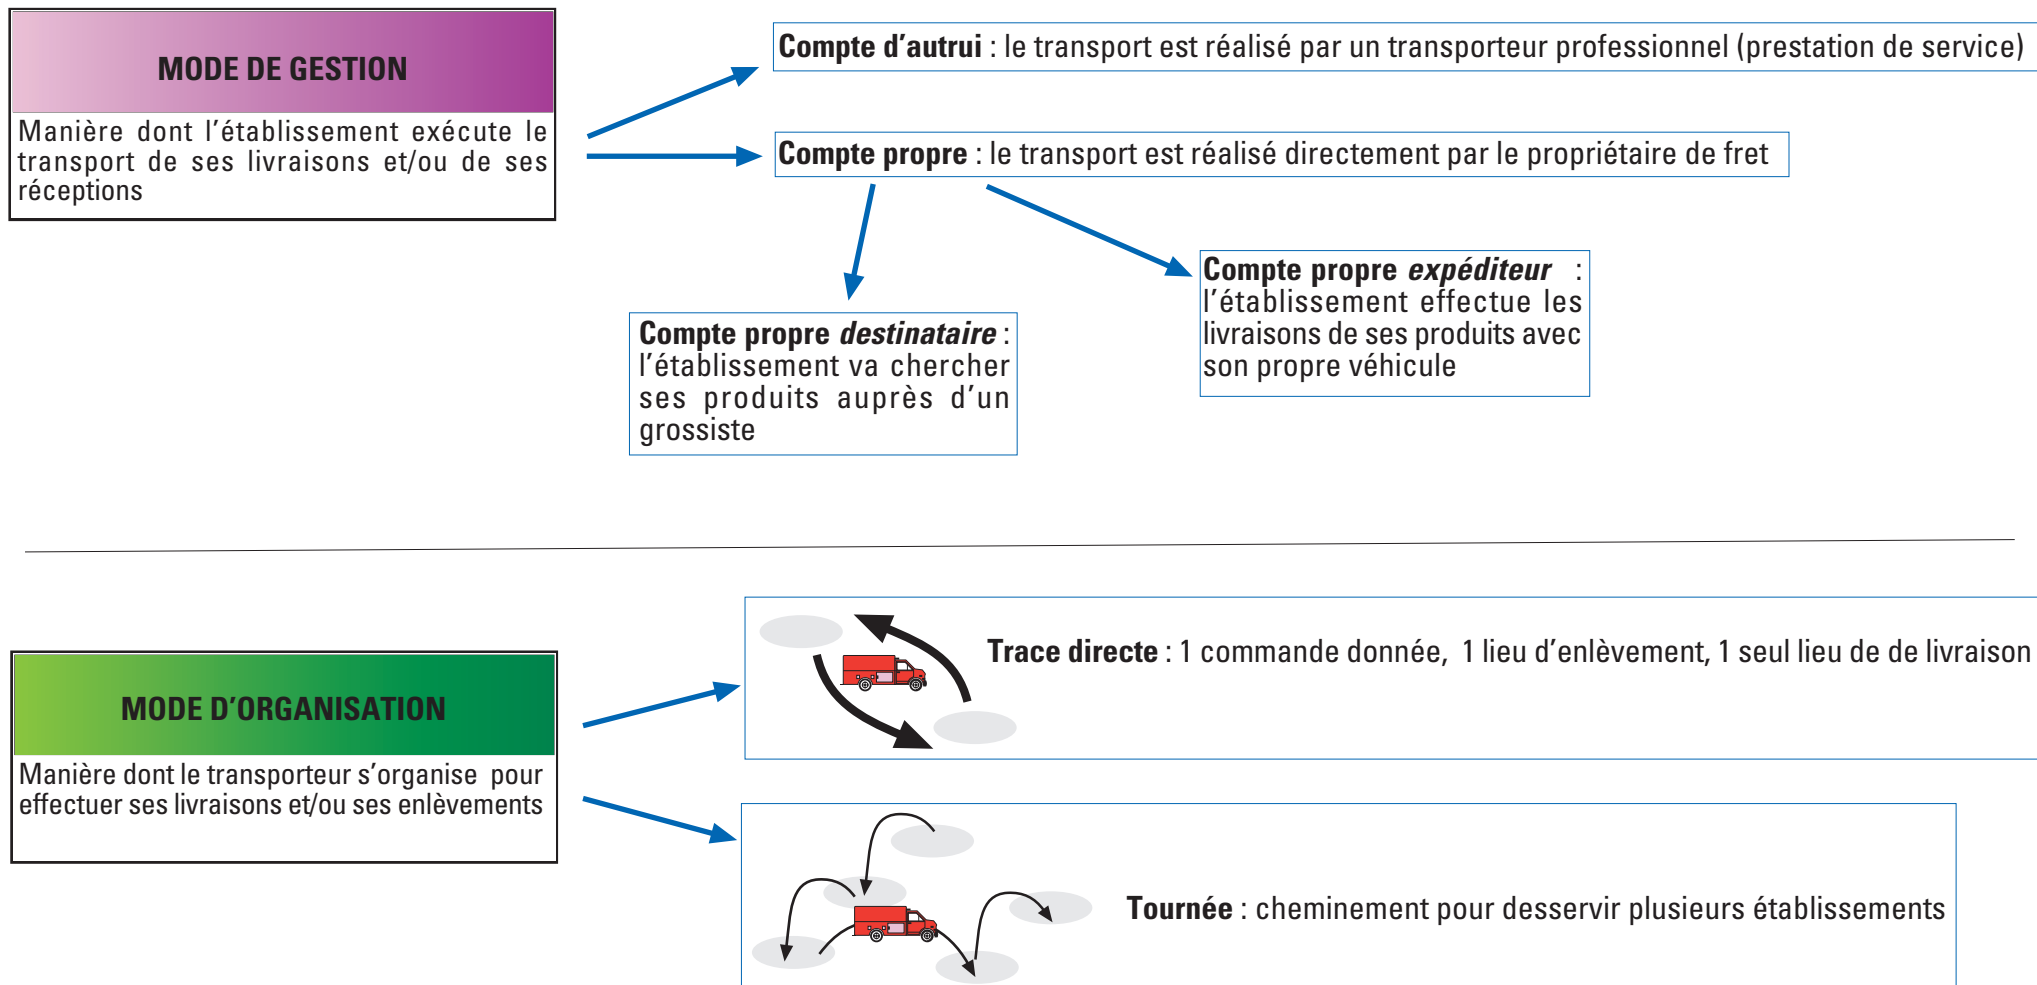 MODE DE GESTION
Manière dont l'établissement exécute le
transport de ses livraisons et/ou de ses
réceptions
Compte d'autrui : le transport est réalisé par un transporteur professionnel (prestation de service)
Compte propre : le transport est réalisé directement par le propriétaire de fret
Compte propre destinataire :
l'établissement va chercher
ses produits auprès d'un
grossiste
Compte propre expéditeur :
l'établissement effectue les
livraisons de ses produits avec
son propre véhicule
MODE D'ORGANISATION
Manière dont le transporteur s'organise pour
effectuer ses livraisons et/ou ses enlèvements
Trace directe : 1 commande donnée, 1 lieu d'enlèvement, 1 seul lieu de de livraison
Tournée : cheminement pour desservir plusieurs établissements